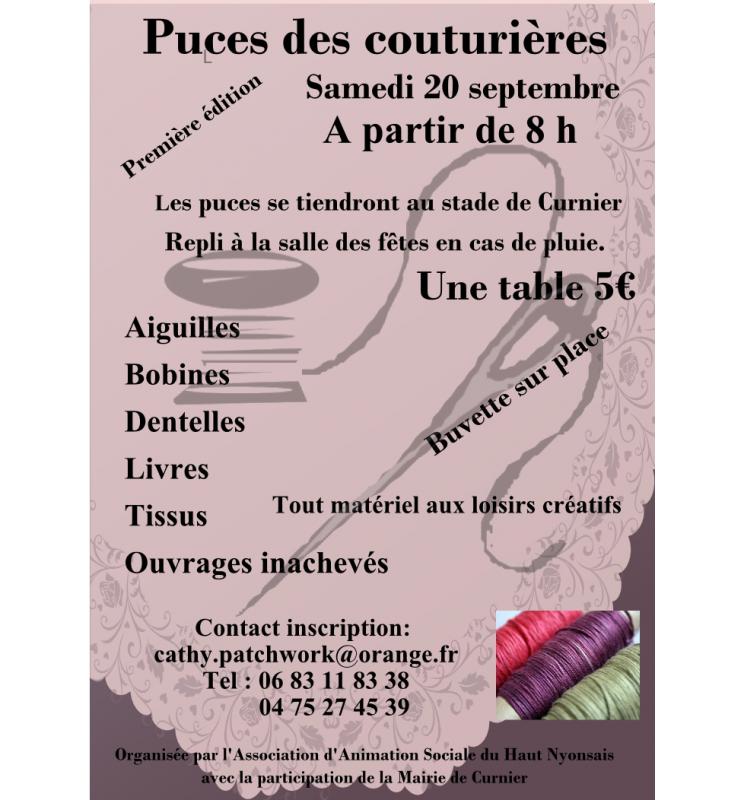 Puces des couturières
Première édition
Samedi 20 septembre
A partir de 8 h
Les puces se tiendront au stade de Curnier
Repli à la salle des fêtes en cas de pluie.
Une table 5€
Aiguilles
Bobines
Dentelles
Livres
Tissus
Ouvrages inachevés
Buvette sur place
Tout matériel aux loisirs créatifs
Contact inscription:
cathy.patchwork@orange.fr
Tel : 06 83 11 83 38
04 75 27 45 39
Organisée par l'Association d'Animation Sociale du Haut Nyonsais
avec la participation de la Mairie de Curnier